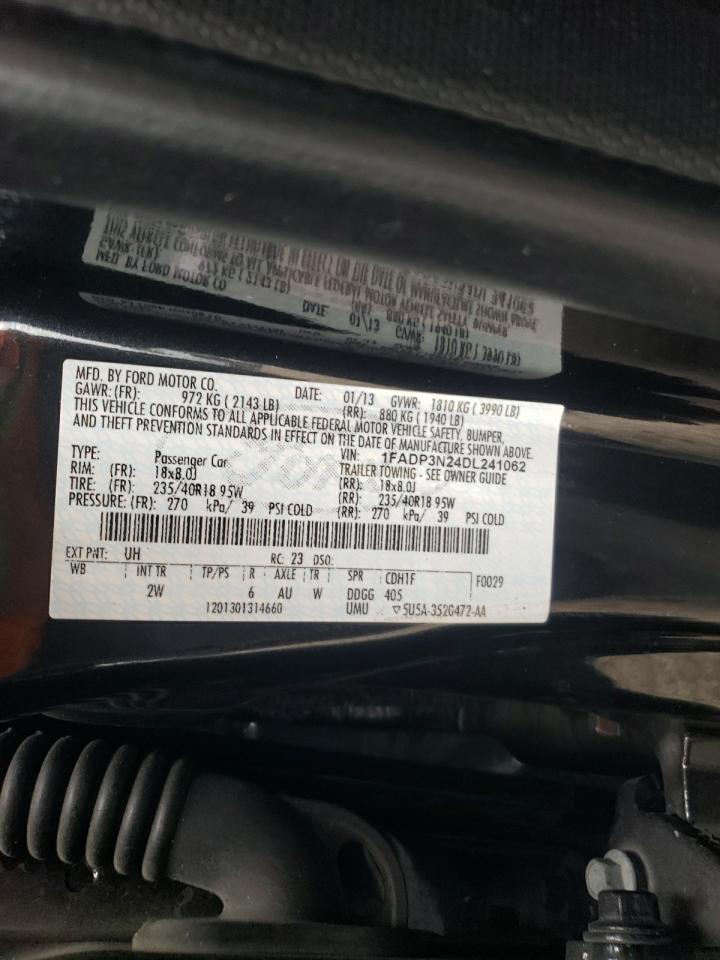 MFD. BY FORD MOTOR CO. DATE: 01/13 GVWR: 1810 KG ( 3990 LB)
GAWR: (FR): 972 KG ( 2143 LB) (RR): 880 KG ( 1940 LB)
THIS VEHICLE CONFORMS TO ALL APPLICABLE FEDERAL MOTOR VEHICLE SAFETY, BUMPER,
AND THEFT PREVENTION STANDARDS IN EFFECT ON THE DATE OF MANUFACTURE SHOWN ABOVE.
VIN: 1FADP3N24DL241062
TYPE: Passenger Car TRAILER TOWING - SEE OWNER GUIDE
RIM: (FR): 18x8.0J (RR): 18x8.0J
TIRE: (FR): 235/40R18 95W (RR): 235/40R18 95W
PRESSURE: (FR): 270 kPa/ 39 PSI COLD (RR): 270 kPa/ 39 PSI COLD
EXT PNT: UH RC: 23 DSO:
WB INT TR TP/PS R AXLE TR SPR CDH1F F0029
2W 6 AU W DDGG 405
1201301314660 UMU ▽5U5A-3520472-AA